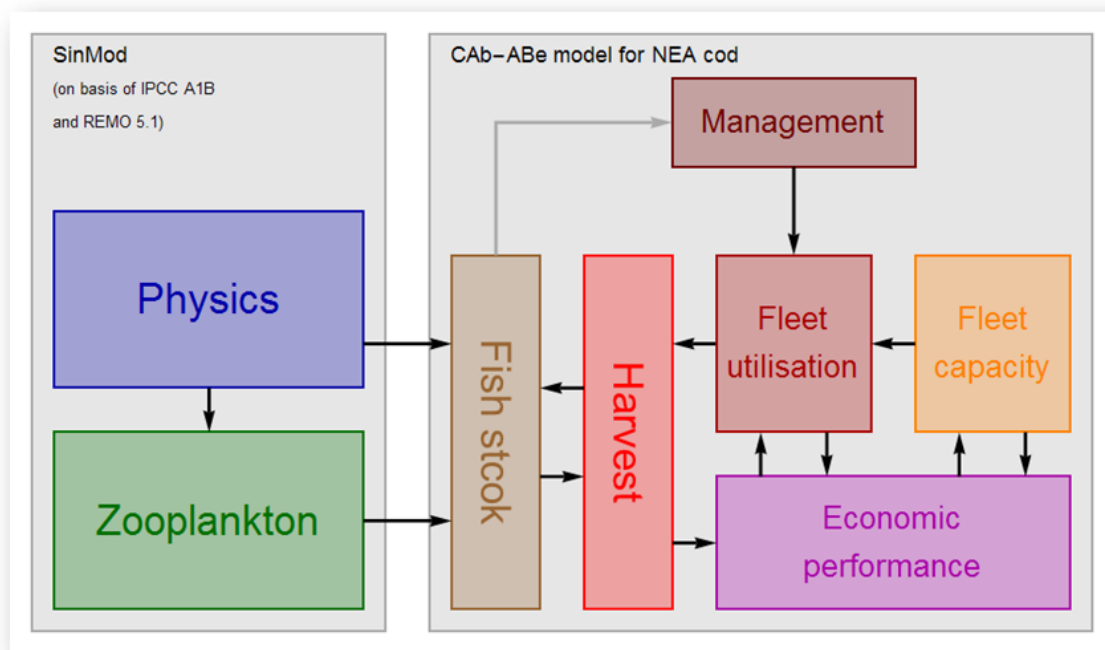 SinMod
(on basis of IPCC A1B
and REMO 5.1)
Physics
Zooplankton
CAb–ABe model for NEA cod
Management
Fish stcok
Harvest
Fleet
utilisation
Fleet
capacity
Economic
performance